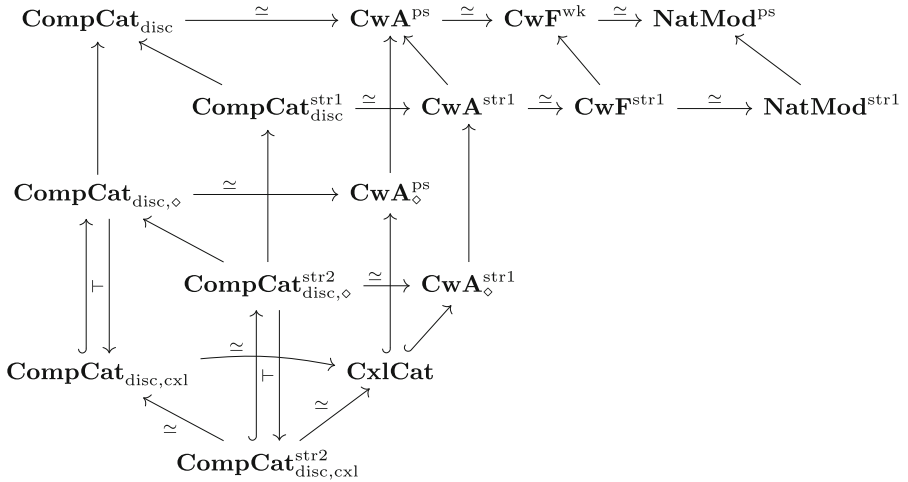 CompCat_disc ≃ CwA^ps ≃ CwF^wk ≃ NatMod^ps
CompCat^str1_disc ≃ CwA^str1 ≃ CwF^str1 ≃ NatMod^str1
CompCat_disc,⋄ ≃ CwA^ps_⋄
CompCat^str2_disc,⋄ ≃ CwA^str1_⋄
⊢
CompCat_disc,cxl ≃ CxlCat
⊢
≃ ≃
CompCat^str2_disc,cxl